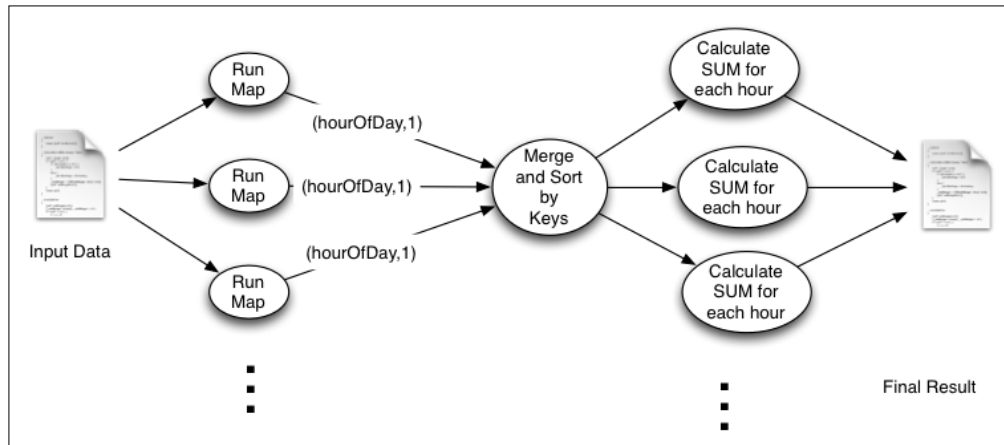 Input Data
Run
Map
Run
Map
Run
Map
(hourOfDay,1)
(hourOfDay,1)
(hourOfDay,1)
Merge
and Sort
by
Keys
Calculate
SUM for
each hour
Calculate
SUM for
each hour
Calculate
SUM for
each hour
Final Result